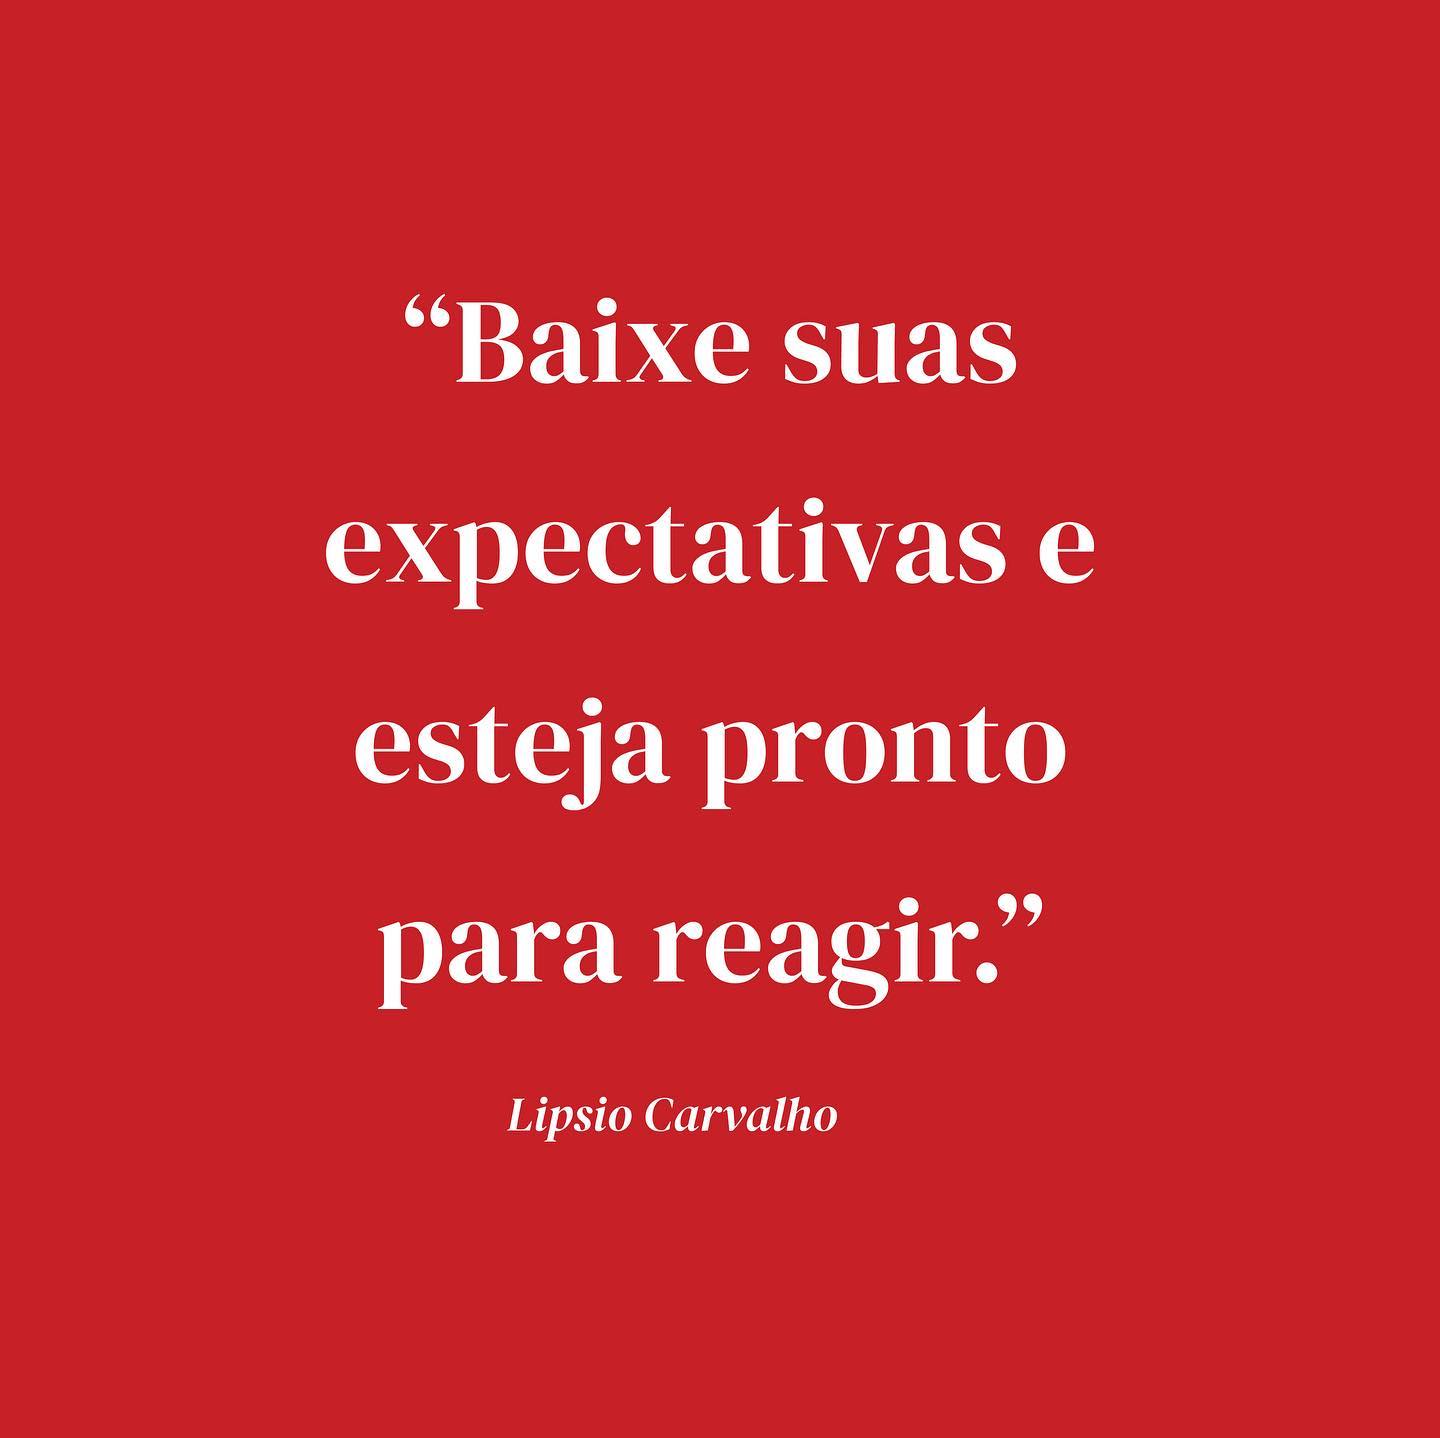 “Baixe suas
expectativas e
esteja pronto
para reagir.”
Lipsio Carvalho